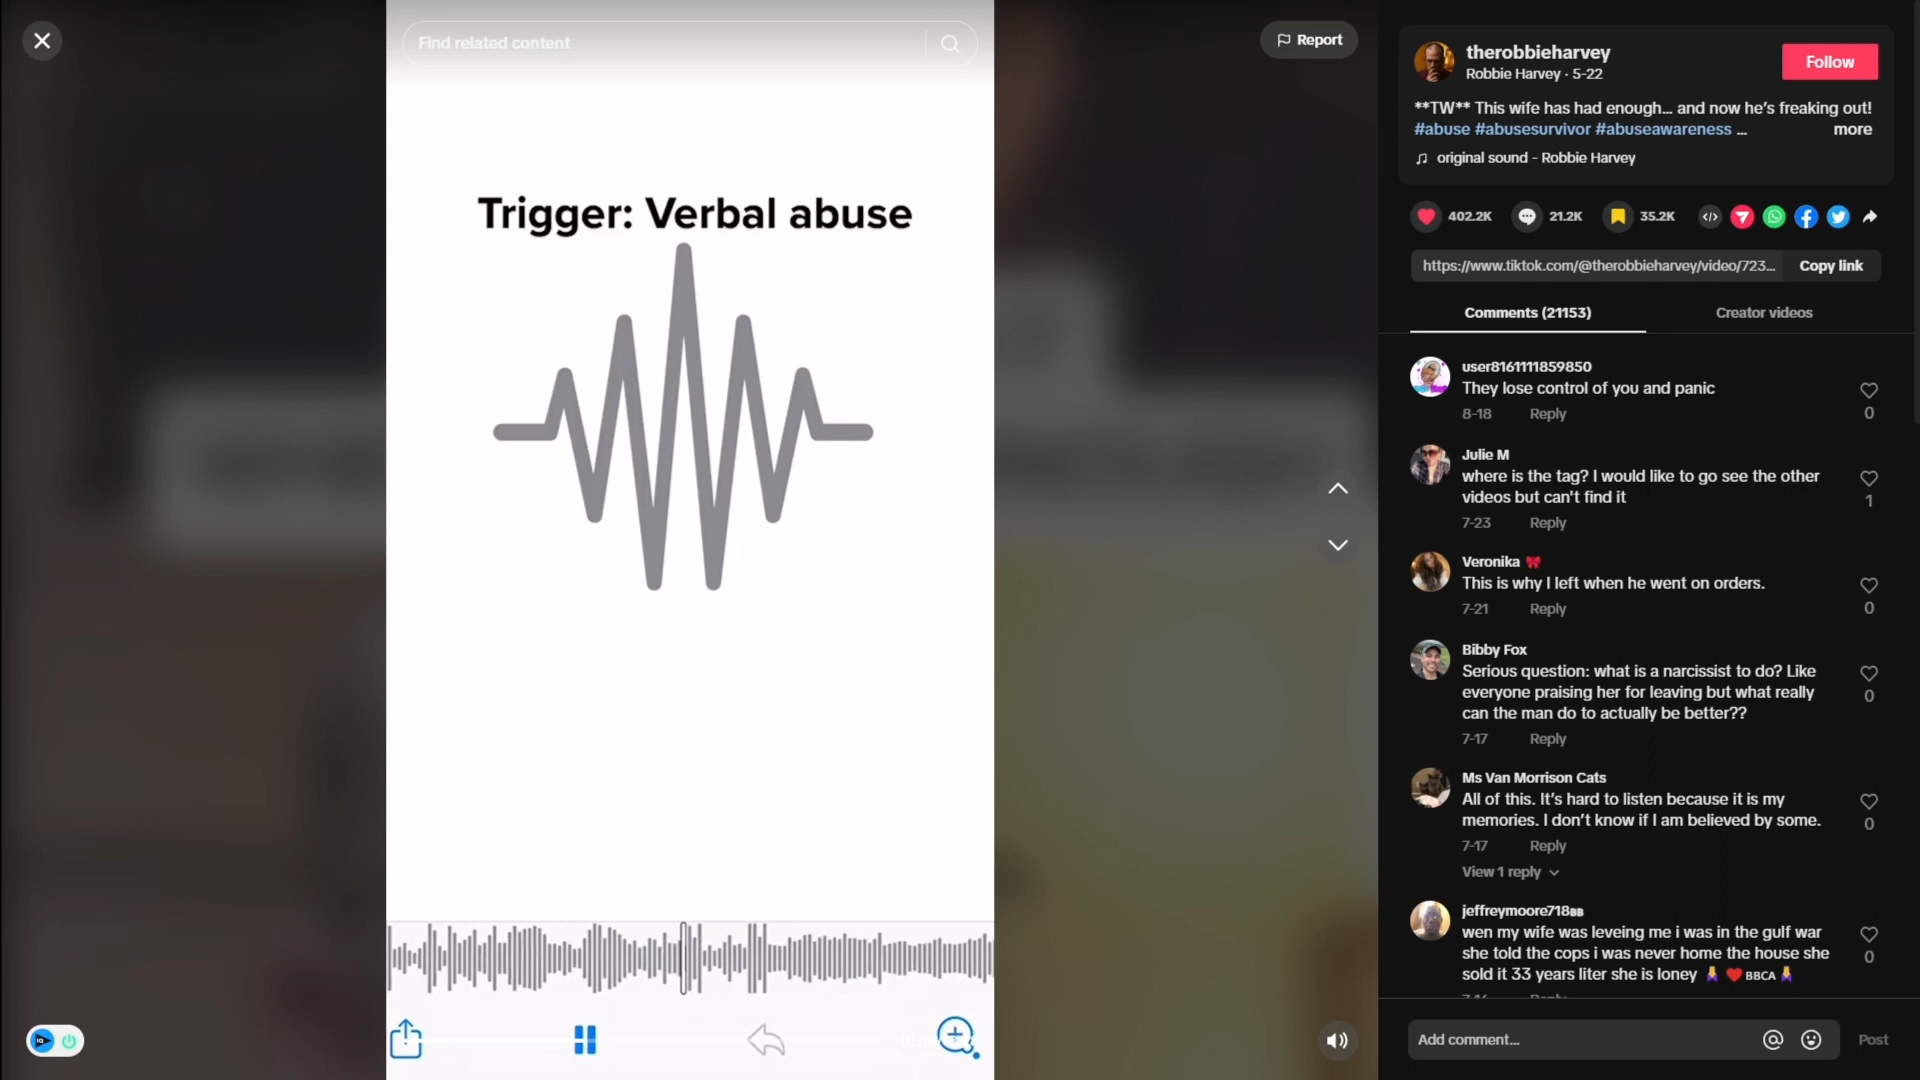 Find related content
Report
Trigger: Verbal abuse
therobbieharvey
Robbie Harvey · 5-22
Follow
**TW** This wife has had enough... and now he's freaking out!
#abuse #abusesurvivor #abuseawareness ...
more
original sound - Robbie Harvey
402.2K
21.2K
35.2K
https://www.tiktok.com/@therobbieharvey/video/723...
Copy link
Comments (21153)
Creator videos
user8161111859850
They lose control of you and panic
8-18 Reply
0
Julie M
where is the tag? I would like to go see the other
videos but can't find it
7-23 Reply
1
Veronika 🎀
This is why I left when he went on orders.
7-21 Reply
0
Bibby Fox
Serious question: what is a narcissist to do? Like
everyone praising her for leaving but what really
can the man do to actually be better??
7-17 Reply
0
Ms Van Morrison Cats
All of this. It's hard to listen because it is my
memories. I don't know if I am believed by some.
7-17 Reply
0
View 1 reply
jeffreymoore718BB
wen my wife was leveing me i was in the gulf war
she told the cops i was never home the house she
sold it 33 years liter she is loney ❤️ BBCA
0
Add comment...
Post